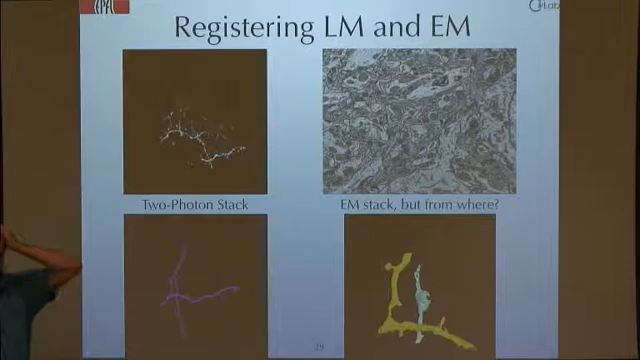 EPFL
Registering LM and EM
Two-Photon Stack
EM stack, but from where?
29